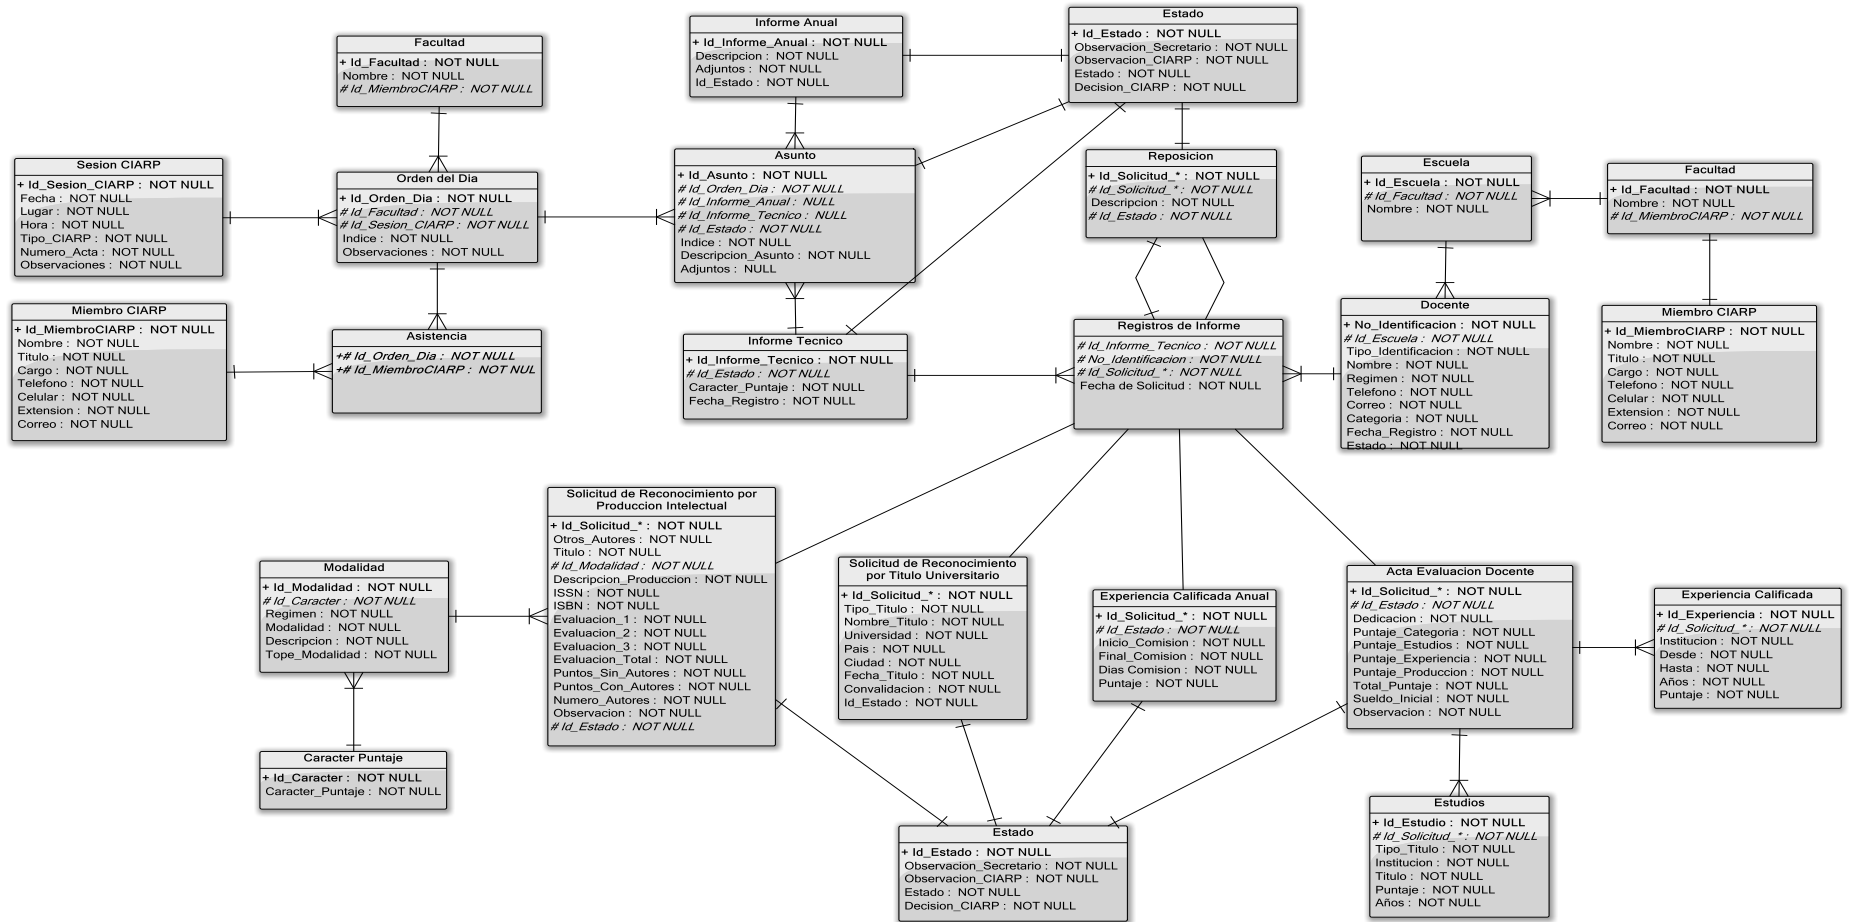 Informe Anual
+ Id_Informe_Anual : NOT NULL
Descripcion : NOT NULL
Adjuntos : NOT NULL
Id_Estado : NOT NULL
Estado
+ Id_Estado : NOT NULL
Observacion_Secretario : NOT NULL
Observacion_CIARP : NOT NULL
Estado : NOT NULL
Decision_CIARP : NOT NULL
Facultad
+ Id_Facultad : NOT NULL
Nombre : NOT NULL
# Id_MiembroCIARP : NOT NULL
Sesion CIARP
+ Id_Sesion_CIARP : NOT NULL
Fecha : NOT NULL
Lugar : NOT NULL
Hora : NOT NULL
Tipo_CIARP : NOT NULL
Numero_Acta : NOT NULL
Observaciones : NOT NULL
Orden del Dia
+ Id_Orden_Dia : NOT NULL
# Id_Facultad : NOT NULL
# Id_Sesion_CIARP : NOT NULL
Indice : NOT NULL
Observaciones : NOT NULL
Asunto
+ Id_Asunto : NOT NULL
# Id_Orden_Dia : NOT NULL
# Id_Informe_Anual : NULL
# Id_Informe_Tecnico : NULL
# Id_Estado : NOT NULL
Indice : NOT NULL
Descripcion_Asunto : NOT NULL
Adjuntos : NULL
Reposicion
+ Id_Solicitud_* : NOT NULL
# Id_Solicitud_* : NOT NULL
Descripcion : NOT NULL
# Id_Estado : NOT NULL
Escuela
+ Id_Escuela : NOT NULL
# Id_Facultad : NOT NULL
Nombre : NOT NULL
Facultad
+ Id_Facultad : NOT NULL
Nombre : NOT NULL
# Id_MiembroCIARP : NOT NULL
Miembro CIARP
+ Id_MiembroCIARP : NOT NULL
Nombre : NOT NULL
Titulo : NOT NULL
Cargo : NOT NULL
Telefono : NOT NULL
Celular : NOT NULL
Extension : NOT NULL
Correo : NOT NULL
Asistencia
+# Id_Orden_Dia : NOT NULL
+# Id_MiembroCIARP : NOT NUL
Informe Tecnico
+ Id_Informe_Tecnico : NOT NULL
# Id_Estado : NOT NULL
Caracter_Puntaje : NOT NULL
Fecha_Registro : NOT NULL
Registros de Informe
# Id_Informe_Tecnico : NOT NULL
# No_Identificacion : NOT NULL
# Id_Solicitud_* : NOT NULL
Fecha de Solicitud : NOT NULL
Docente
+ No_Identificacion : NOT NULL
# Id_Escuela : NOT NULL
Tipo_Identificacion : NOT NULL
Nombre : NOT NULL
Regimen : NOT NULL
Telefono : NOT NULL
Correo : NOT NULL
Categoria : NOT NULL
Fecha_Registro : NOT NULL
Estado : NOT NULL
Miembro CIARP
+ Id_MiembroCIARP : NOT NULL
Nombre : NOT NULL
Titulo : NOT NULL
Cargo : NOT NULL
Telefono : NOT NULL
Celular : NOT NULL
Extension : NOT NULL
Correo : NOT NULL
Modalidad
+ Id_Modalidad : NOT NULL
# Id_Caracter : NOT NULL
Regimen : NOT NULL
Modalidad : NOT NULL
Descripcion : NOT NULL
Tope_Modalidad : NOT NULL
Solicitud de Reconocimiento por
Produccion Intelectual
+ Id_Solicitud_* : NOT NULL
Otros_Autores : NOT NULL
Titulo : NOT NULL
# Id_Modalidad : NOT NULL
Descripcion_Produccion : NOT NULL
ISSN : NOT NULL
ISBN : NOT NULL
Evaluacion_1 : NOT NULL
Evaluacion_2 : NOT NULL
Evaluacion_3 : NOT NULL
Evaluacion_Total : NOT NULL
Puntos_Sin_Autores : NOT NULL
Puntos_Con_Autores : NOT NULL
Numero_Autores : NOT NULL
Observacion : NOT NULL
# Id_Estado : NOT NULL
Solicitud de Reconocimiento
por Titulo Universitario
+ Id_Solicitud_* : NOT NULL
Tipo_Titulo : NOT NULL
Nombre_Titulo : NOT NULL
Universidad : NOT NULL
Pais : NOT NULL
Ciudad : NOT NULL
Fecha_Titulo : NOT NULL
Convalidacion : NOT NULL
Id_Estado : NOT NULL
Experiencia Calificada Anual
+ Id_Solicitud_* : NOT NULL
# Id_Estado : NOT NULL
Inicio_Comision : NOT NULL
Final_Comision : NOT NULL
Dias Comision : NOT NULL
Puntaje : NOT NULL
Acta Evaluacion Docente
+ Id_Solicitud_* : NOT NULL
# Id_Estado : NOT NULL
Dedicacion : NOT NULL
Puntaje_Categoria : NOT NULL
Puntaje_Estudios : NOT NULL
Puntaje_Experiencia : NOT NULL
Puntaje_Produccion : NOT NULL
Total_Puntaje : NOT NULL
Sueldo_Inicial : NOT NULL
Observacion : NOT NULL
Experiencia Calificada
+ Id_Experiencia : NOT NULL
# Id_Solicitud_* : NOT NULL
Institucion : NOT NULL
Desde : NOT NULL
Hasta : NOT NULL
Años : NOT NULL
Puntaje : NOT NULL
Caracter Puntaje
+ Id_Caracter : NOT NULL
Caracter_Puntaje : NOT NULL
Estado
+ Id_Estado : NOT NULL
Observacion_Secretario : NOT NULL
Observacion_CIARP : NOT NULL
Estado : NOT NULL
Decision_CIARP : NOT NULL
Estudios
+ Id_Estudio : NOT NULL
# Id_Solicitud_* : NOT NULL
Tipo_Titulo : NOT NULL
Institucion : NOT NULL
Titulo : NOT NULL
Puntaje : NOT NULL
Años : NOT NULL